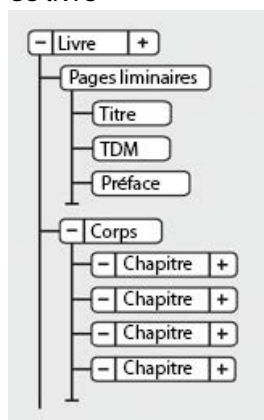 − Livre +
Pages liminaires
Titre
TDM
Préface
− Corps
− Chapitre +
− Chapitre +
− Chapitre +
− Chapitre +